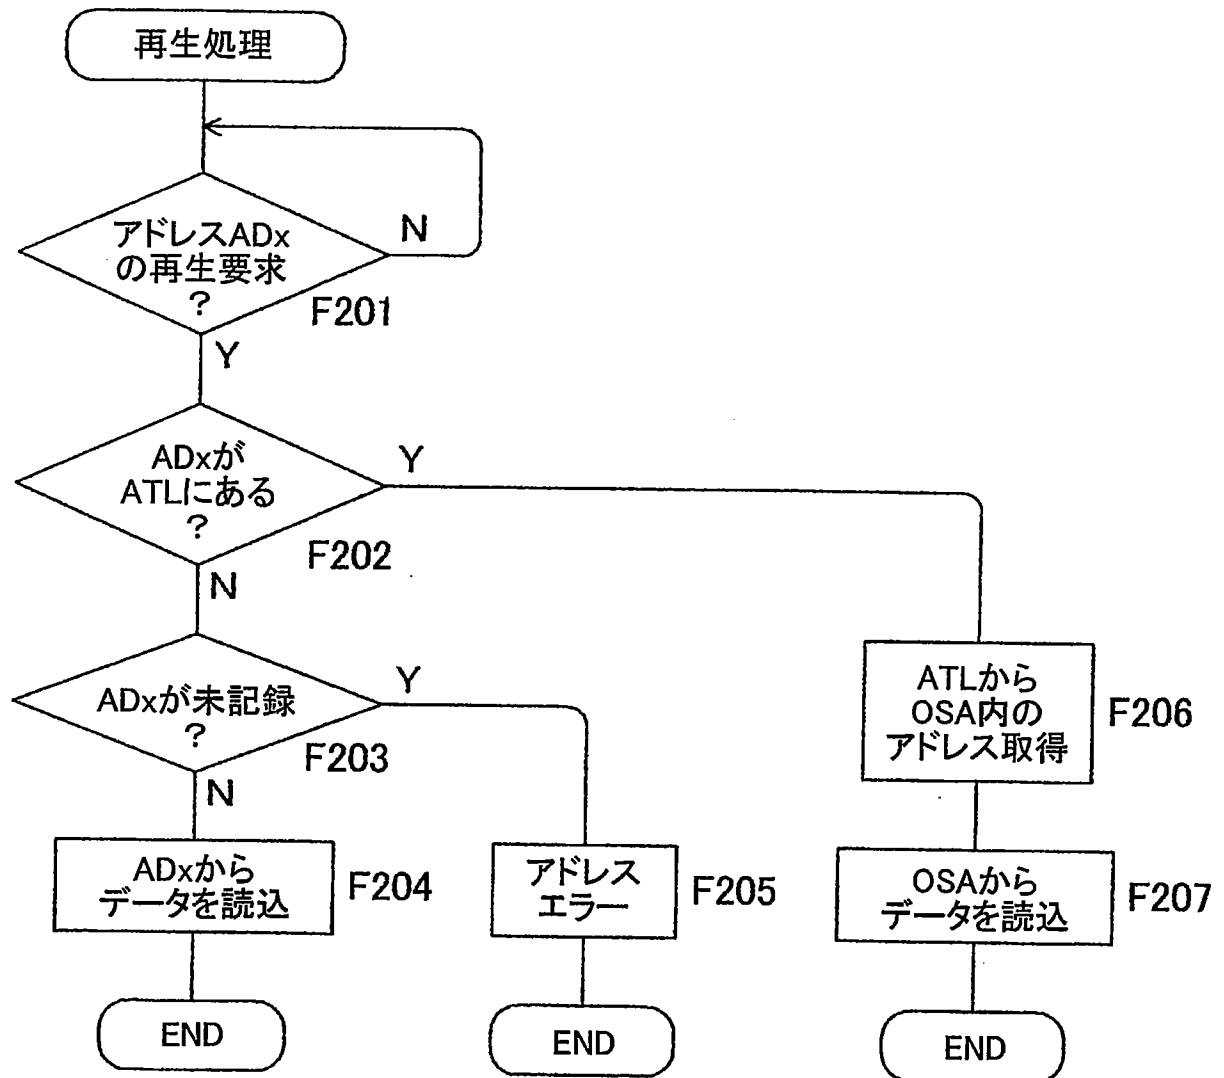 再生処理
アドレスADx
の再生要求
?
N
F201
Y
ADxが
ATLにある
?
Y
F202
N
ADxが未記録
?
Y
F203
N
ADxから
データを読込
F204
END
アドレス
エラー
F205
END
ATLから
OSA内の
アドレス取得
F206
OSAから
データを読込
F207
END